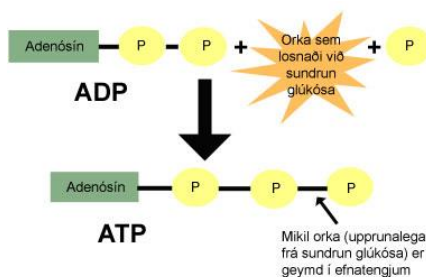 Adenósín P P + Orka sem + P
losnaði við
sundrun
glúkósa
ADP
Adenósín P P P
ATP
Mikil orka (upprunalega
frá sundrun glúkósa) er
geymd í efnatengjum